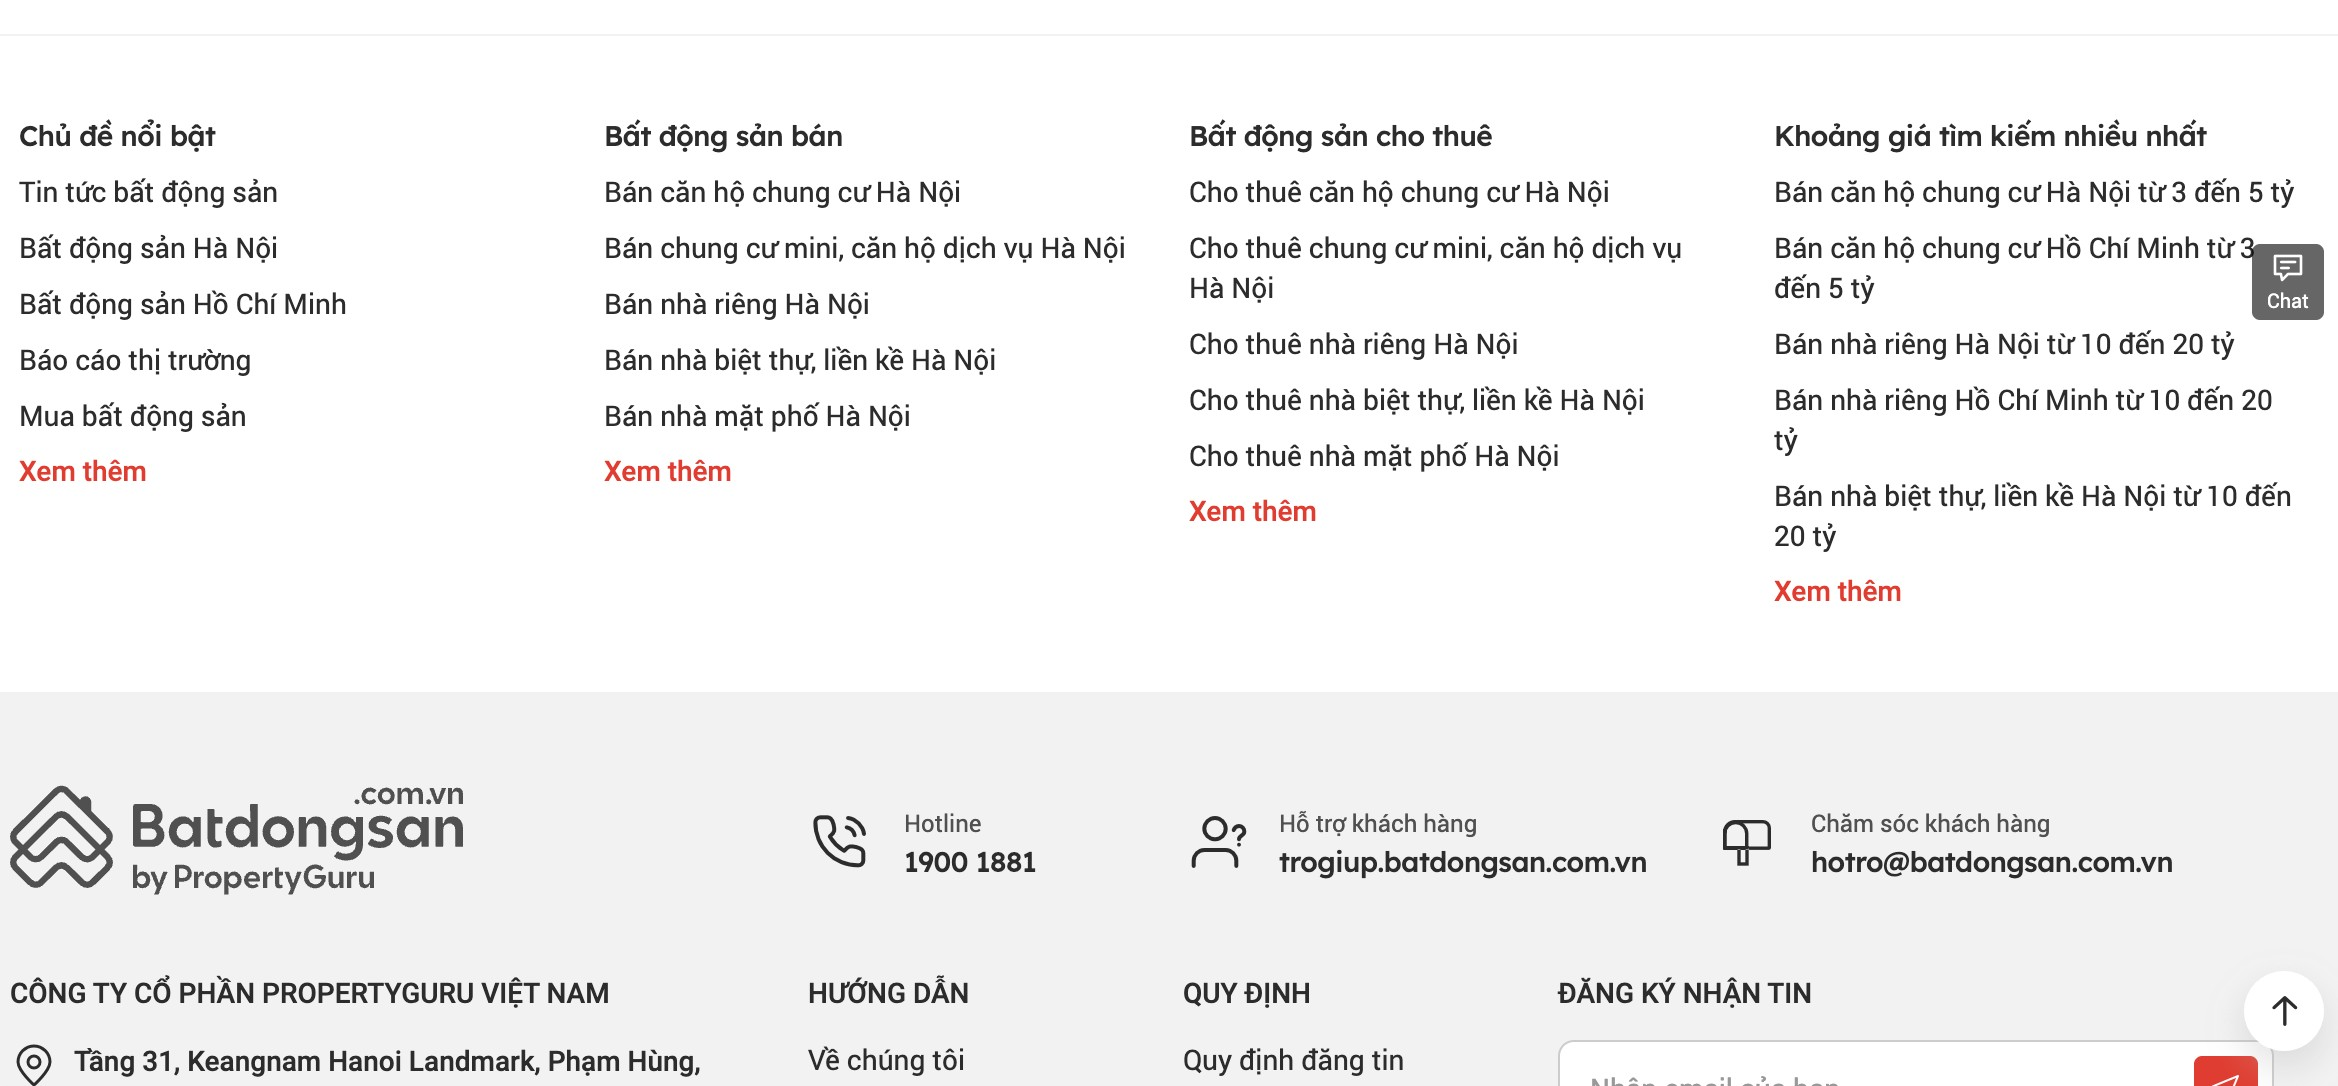 Chủ đề nổi bật
Tin tức bất động sản
Bất động sản Hà Nội
Bất động sản Hồ Chí Minh
Báo cáo thị trường
Mua bất động sản
Xem thêm
Bất động sản bán
Bán căn hộ chung cư Hà Nội
Bán chung cư mini, căn hộ dịch vụ Hà Nội
Bán nhà riêng Hà Nội
Bán nhà biệt thự, liền kề Hà Nội
Bán nhà mặt phố Hà Nội
Xem thêm
Bất động sản cho thuê
Cho thuê căn hộ chung cư Hà Nội
Cho thuê chung cư mini, căn hộ dịch vụ
Hà Nội
Cho thuê nhà riêng Hà Nội
Cho thuê nhà biệt thự, liền kề Hà Nội
Cho thuê nhà mặt phố Hà Nội
Xem thêm
Khoảng giá tìm kiếm nhiều nhất
Bán căn hộ chung cư Hà Nội từ 3 đến 5 tỷ
Bán căn hộ chung cư Hồ Chí Minh từ 3
đến 5 tỷ
Bán nhà riêng Hà Nội từ 10 đến 20 tỷ
Bán nhà riêng Hồ Chí Minh từ 10 đến 20
tỷ
Bán nhà biệt thự, liền kề Hà Nội từ 10 đến
20 tỷ
Xem thêm
Chat
.com.vn
Batdongsan
by PropertyGuru
Hotline
1900 1881
Hỗ trợ khách hàng
trogiup.batdongsan.com.vn
Chăm sóc khách hàng
hotro@batdongsan.com.vn
CÔNG TY CỔ PHẦN PROPERTYGURU VIỆT NAM
Tầng 31, Keangnam Hanoi Landmark, Phạm Hùng,
HƯỚNG DẪN
Về chúng tôi
QUY ĐỊNH
Quy định đăng tin
ĐĂNG KÝ NHẬN TIN
Nhập email của bạn